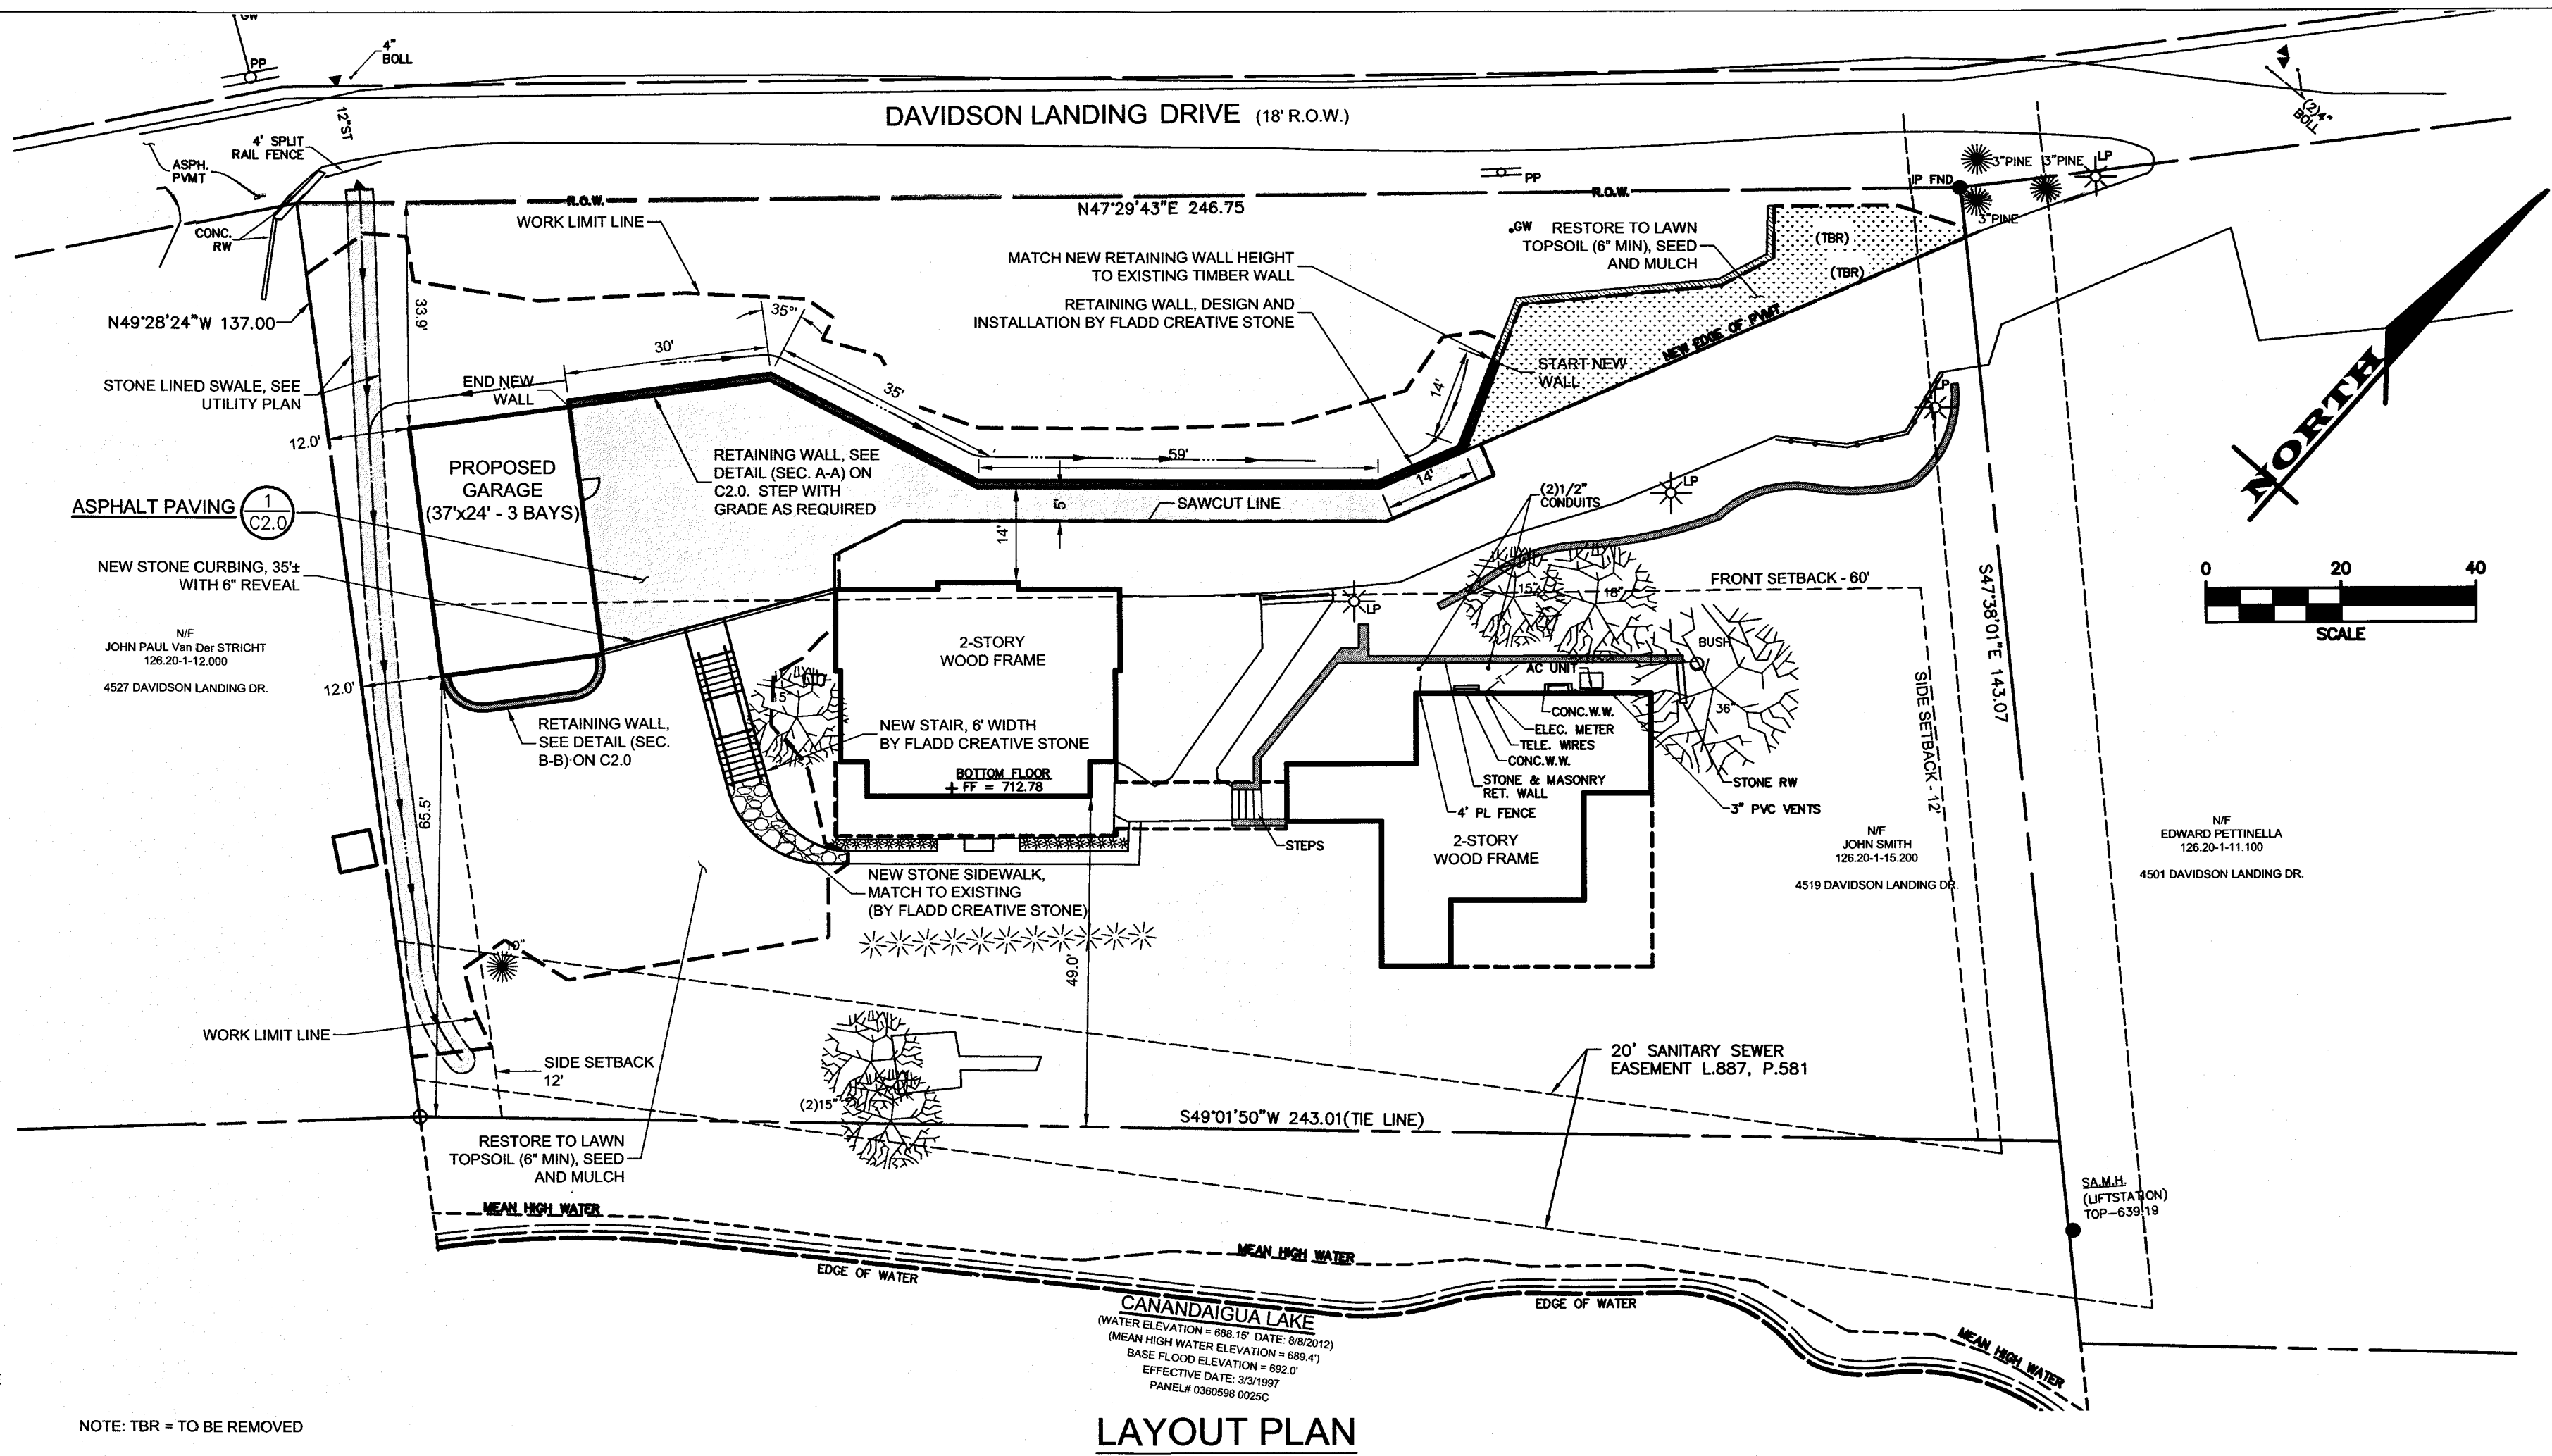 GW
PP
4"
BOLL
12"ST
DAVIDSON LANDING DRIVE (18' R.O.W.)
(2)4"
BOLL
4' SPLIT
RAIL FENCE
ASPH.
PVMT
CONC.
RW
R.O.W.
WORK LIMIT LINE
N47°29'43"E 246.75
PP
R.O.W.
IP FND
3"PINE
3"PINE
LP
3"PINE
.GW
RESTORE TO LAWN
TOPSOIL (6" MIN), SEED
AND MULCH
(TBR)
(TBR)
MATCH NEW RETAINING WALL HEIGHT
TO EXISTING TIMBER WALL
RETAINING WALL, DESIGN AND
INSTALLATION BY FLADD CREATIVE STONE
NEW EDGE OF PVMT.
START NEW
WALL
N49°28'24"W 137.00
33.9'
35°'
30'
35'
14'
STONE LINED SWALE, SEE
UTILITY PLAN
END NEW
WALL
12.0'
LP
NORTH
PROPOSED
GARAGE
(37'x24' - 3 BAYS)
RETAINING WALL, SEE
DETAIL (SEC. A-A) ON
C2.0. STEP WITH
GRADE AS REQUIRED
59'
14'
5'
SAWCUT LINE
14'
(2)1/2"
CONDUITS
LP
ASPHALT PAVING
1
C2.0
NEW STONE CURBING, 35'±
WITH 6" REVEAL
FRONT SETBACK - 60'
15"
18"
LP
S47°38'01"E 143.07
0
20
40
SCALE
N/F
JOHN PAUL Van Der STRICHT
126.20-1-12.000
4527 DAVIDSON LANDING DR.
12.0'
2-STORY
WOOD FRAME
15"
BUSH
AC UNIT
36"
SIDE SETBACK - 12'
RETAINING WALL,
SEE DETAIL (SEC.
B-B) ON C2.0
NEW STAIR, 6' WIDTH
BY FLADD CREATIVE STONE
BOTTOM FLOOR
FF = 712.78
CONC.W.W.
ELEC. METER
TELE. WIRES
CONC.W.W.
STONE & MASONRY
RET. WALL
4' PL FENCE
STONE RW
3" PVC VENTS
65.5'
STEPS
2-STORY
WOOD FRAME
N/F
JOHN SMITH
126.20-1-15.200
4519 DAVIDSON LANDING DR.
N/F
EDWARD PETTINELLA
126.20-1-11.100
4501 DAVIDSON LANDING DR.
NEW STONE SIDEWALK,
MATCH TO EXISTING
(BY FLADD CREATIVE STONE)
10"
49.0'
WORK LIMIT LINE
SIDE SETBACK
12'
20' SANITARY SEWER
EASEMENT L.887, P.581
(2)15"
S49°01'50"W 243.01(TIE LINE)
RESTORE TO LAWN
TOPSOIL (6" MIN), SEED
AND MULCH
SA.M.H.
(LIFTSTATION)
TOP-639.19
MEAN HIGH WATER
MEAN HIGH WATER
MEAN HIGH WATER
EDGE OF WATER
EDGE OF WATER
CANANDAIGUA LAKE
(WATER ELEVATION = 688.15' DATE: 8/8/2012)
(MEAN HIGH WATER ELEVATION = 689.4')
BASE FLOOD ELEVATION = 692.0'
EFFECTIVE DATE: 3/3/1997
PANEL# 0360598 0025C
NOTE: TBR = TO BE REMOVED
LAYOUT PLAN